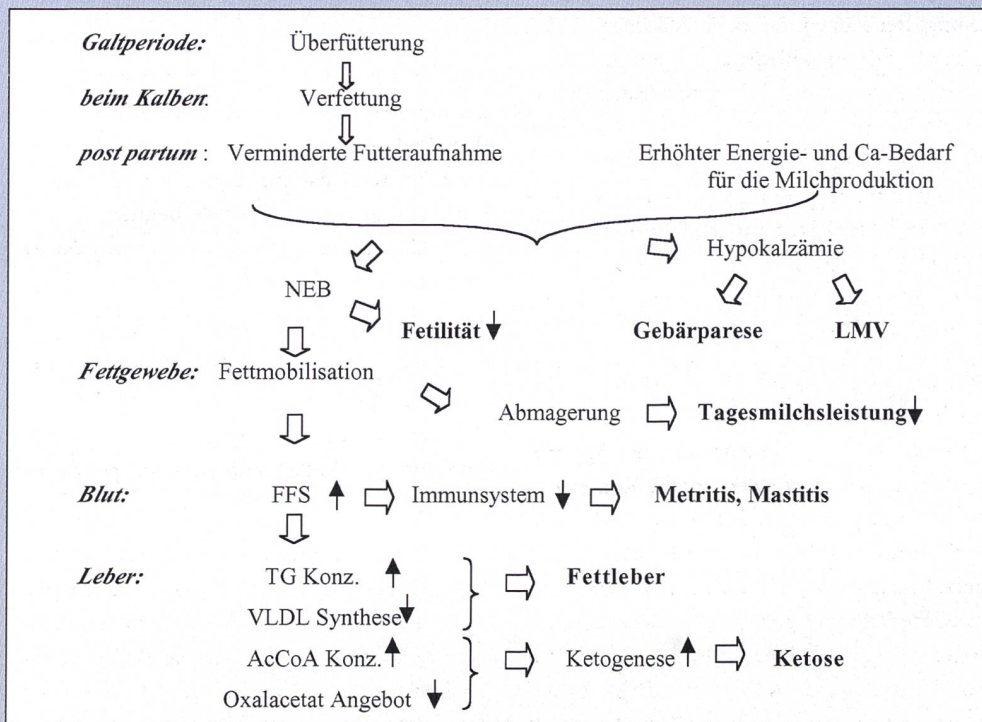 Galtperiode: Überfütterung
beim Kalben: Verfettung
post partum : Verminderte Futteraufnahme Erhöhter Energie- und Ca-Bedarf
für die Milchproduktion
Hypokalzämie
NEB
Fetilität
Gebärparese LMV
Fettgewebe: Fettmobilisation
Abmagerung Tagesmilchsleistung
Blut: FFS Immunsystem Metritis, Mastitis
Leber: TG Konz. Fettleber
VLDL Synthese
AcCoA Konz. Ketogenese Ketose
Oxalacetat Angebot